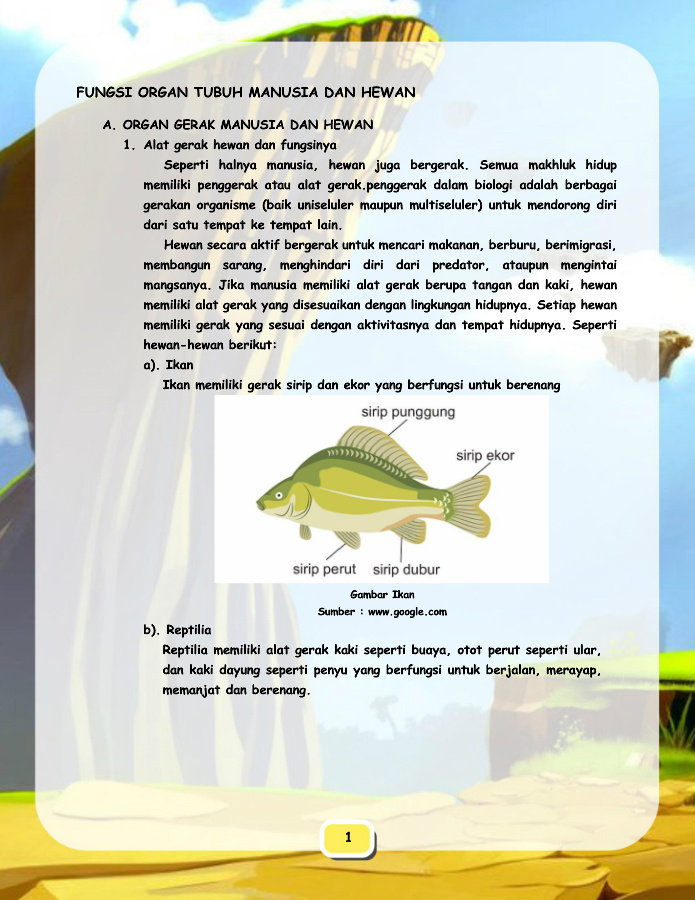 FUNGSI ORGAN TUBUH MANUSIA DAN HEWAN
A. ORGAN GERAK MANUSIA DAN HEWAN
1. Alat gerak hewan dan fungsinya
Seperti halnya manusia, hewan juga bergerak. Semua makhluk hidup
memiliki penggerak atau alat gerak.penggerak dalam biologi adalah berbagai
gerakan organisme (baik uniseluler maupun multiseluler) untuk mendorong diri
dari satu tempat ke tempat lain.
Hewan secara aktif bergerak untuk mencari makanan, berburu, berimigrasi,
membangun sarang, menghindari diri dari predator, ataupun mengintai
mangsanya. Jika manusia memiliki alat gerak berupa tangan dan kaki, hewan
memiliki alat gerak yang disesuaikan dengan lingkungan hidupnya. Setiap hewan
memiliki gerak yang sesuai dengan aktivitasnya dan tempat hidupnya. Seperti
hewan-hewan berikut:
a). Ikan
Ikan memiliki gerak sirip dan ekor yang berfungsi untuk berenang
sirip punggung
sirip ekor
sirip perut sirip dubur
Gambar Ikan
Sumber : www.google.com
b). Reptilia
Reptilia memiliki alat gerak kaki seperti buaya, otot perut seperti ular,
dan kaki dayung seperti penyu yang berfungsi untuk berjalan, merayap,
memanjat dan berenang.
1